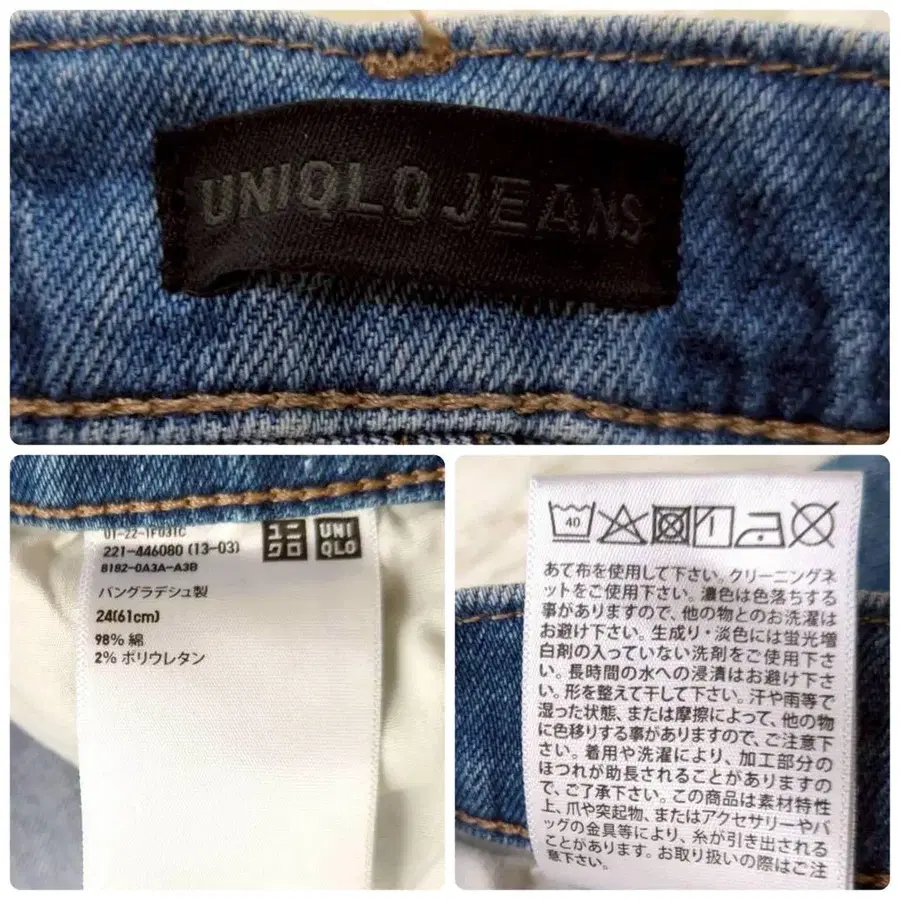 UNIQLO JEANS
01-22-1F031C
221-446080 (13-03)
8182-0A3A-A3B
ユニ
クロ
UNI
QLO
バングラデシュ製
24(61cm)
98% 綿
2% ポリウレタン
40
あて布を使用して下さい。クリーニングネ
ットをご使用下さい。濃色は色落ちする
事がありますので、他の物とのお洗濯は
お避け下さい。生成り・淡色には蛍光増
白剤の入っていない洗剤をご使用下さ
い。長時間の水への浸漬はお避け下さ
い。形を整えて干して下さい。汗や雨等で
湿った状態、または摩擦によって、他の物
に色移りする事がありますので、ご注意下
さい。着用や洗濯により、加工部分の
ほつれが助長されることがありますの
で、ご了承下さい。この商品は素材特性
上、爪や突起物、またはアクセサリーやバ
ッグの金具等により、糸が引き出される
ことがあります。お取り扱いの際はご注
意下さい。